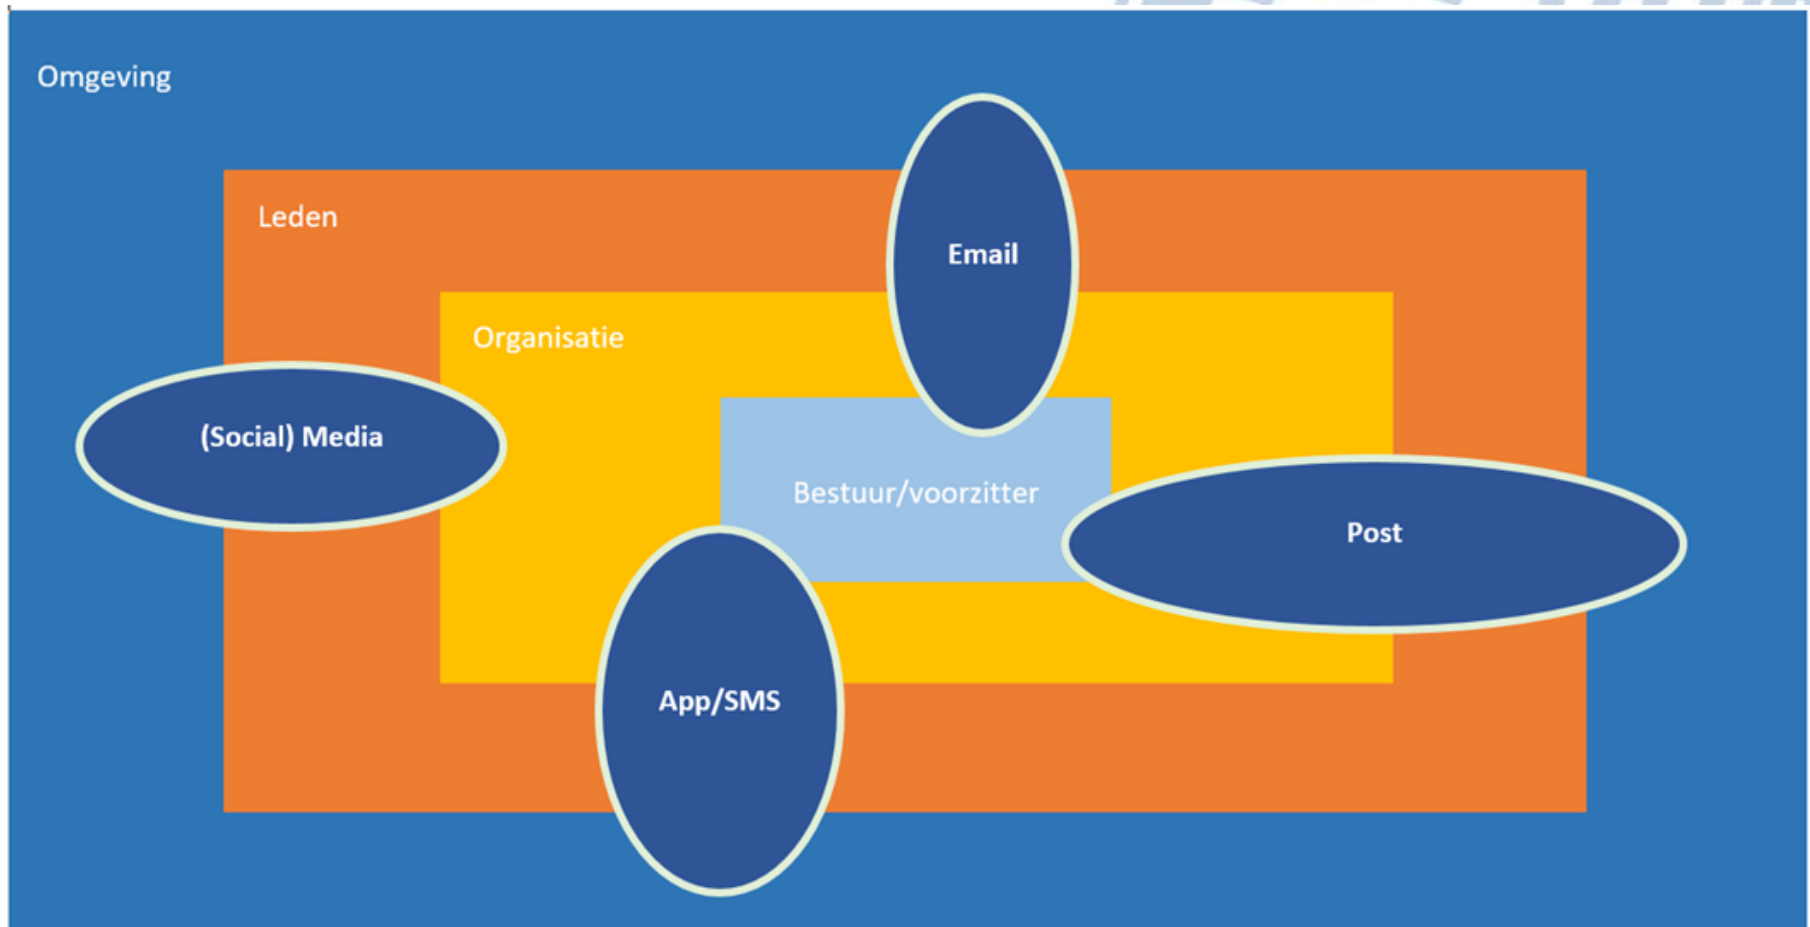 Omgeving
Leden
Email
Organisatie
(Social) Media
Bestuur/voorzitter
Post
App/SMS